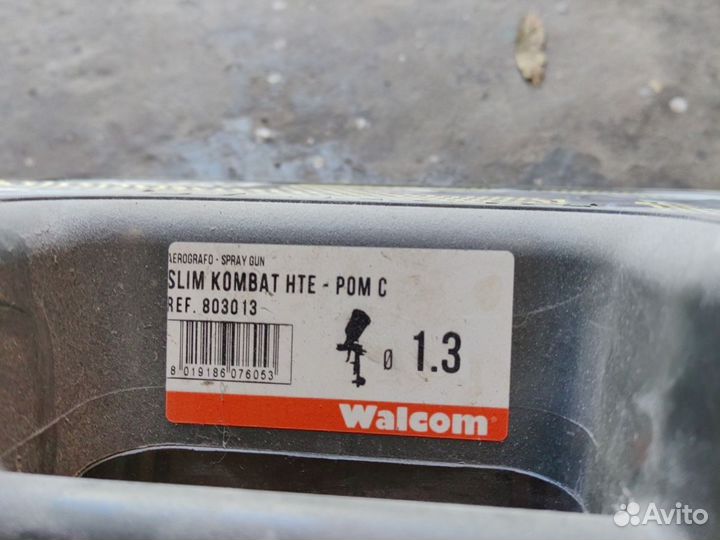 AEROGRAFO - SPRAY GUN
SLIM KOMBAT HTE - POM C
REF. 803013
Ø 1.3
8 019186 076053
Walcom
Avito